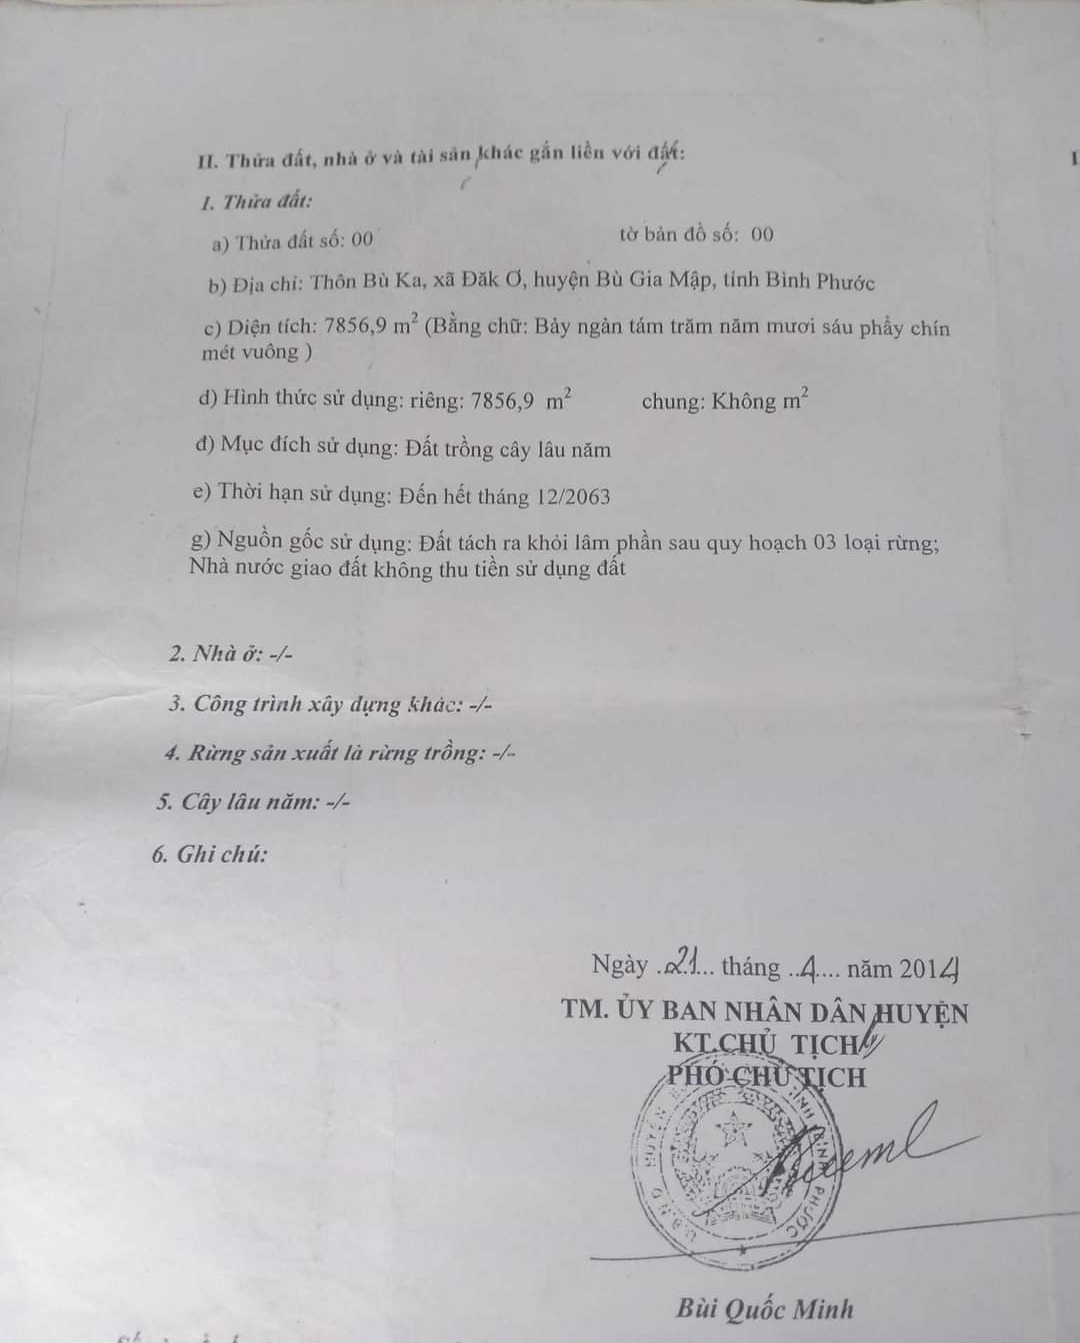 II. Thửa đất, nhà ở và tài sản khác gắn liền với đất:
1. Thửa đất:
a) Thửa đất số: 00 tờ bản đồ số: 00
b) Địa chỉ: Thôn Bù Ka, xã Đăk Ơ, huyện Bù Gia Mập, tỉnh Bình Phước
c) Diện tích: 7856,9 m² (Bằng chữ: Bảy ngàn tám trăm năm mươi sáu phẩy chín
mét vuông )
d) Hình thức sử dụng: riêng: 7856,9 m² chung: Không m²
đ) Mục đích sử dụng: Đất trồng cây lâu năm
e) Thời hạn sử dụng: Đến hết tháng 12/2063
g) Nguồn gốc sử dụng: Đất tách ra khỏi lâm phần sau quy hoạch 03 loại rừng;
Nhà nước giao đất không thu tiền sử dụng đất
2. Nhà ở: -/-
3. Công trình xây dựng khác: -/-
4. Rừng sản xuất là rừng trồng: -/-
5. Cây lâu năm: -/-
6. Ghi chú:
Ngày ..21... tháng ..4.... năm 2014
TM. ỦY BAN NHÂN DÂN HUYỆN
KT.CHỦ TỊCH
PHÓ CHỦ TỊCH
U.B.N.D HUYỆN TỈNH BÌNH PHƯỚC
Bùi Quốc Minh